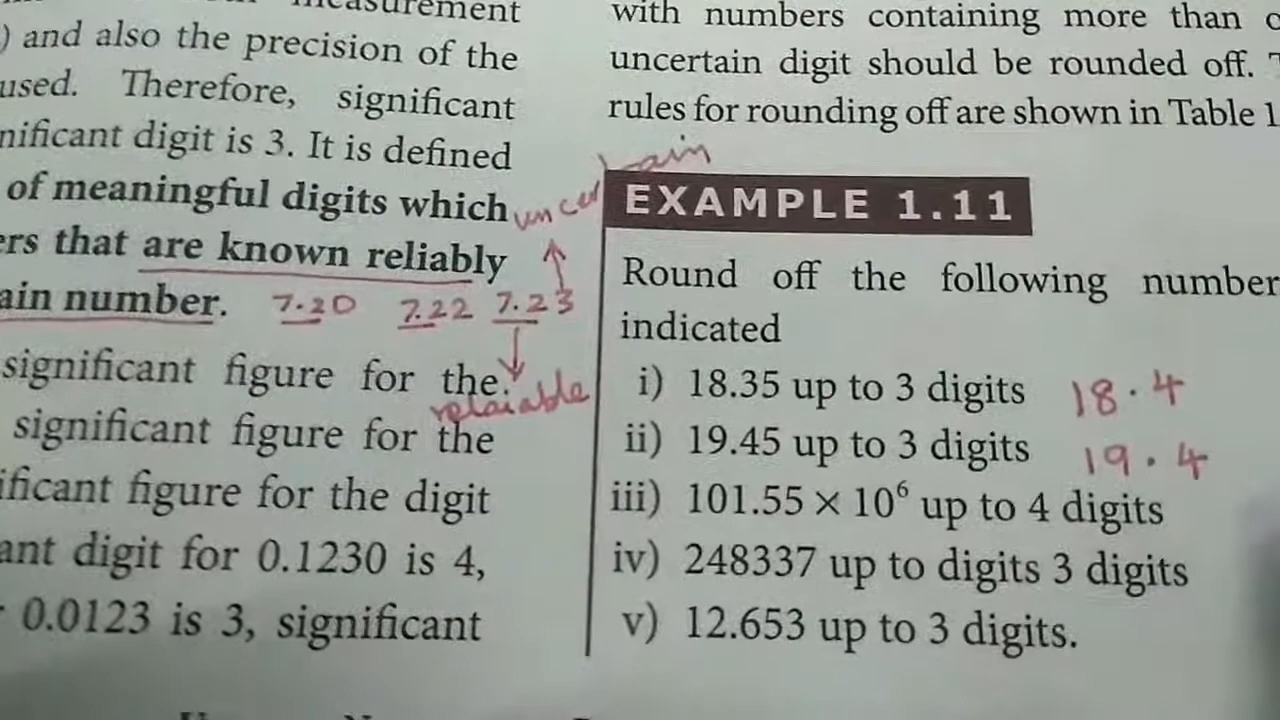 measurement
) and also the precision of the
used. Therefore, significant
nificant digit is 3. It is defined
of meaningful digits which
ers that are known reliably
ain number. 7.20 7.22 7.23
uncertain
relaiable
significant figure for the
significant figure for the
ificant figure for the digit
ant digit for 0.1230 is 4,
0.0123 is 3, significant
with numbers containing more than
uncertain digit should be rounded off.
rules for rounding off are shown in Table 1
EXAMPLE 1.11
Round off the following number
indicated
i) 18.35 up to 3 digits 18.4
ii) 19.45 up to 3 digits 19.4
iii) 101.55 × 10⁶ up to 4 digits
iv) 248337 up to digits 3 digits
v) 12.653 up to 3 digits.